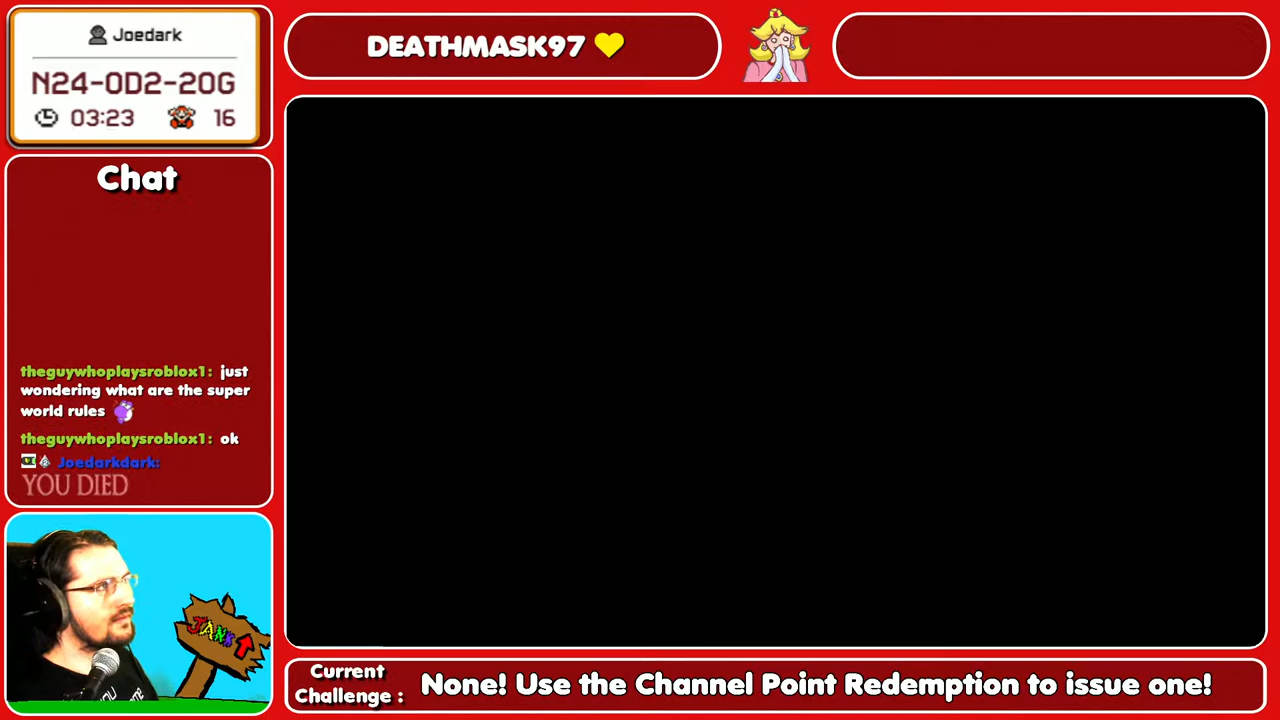 Joedark
N24-0D2-20G
03:23 16
DEATHMASK97
Chat
theguywhoplaysroblox1: just
wondering what are the super
world rules
theguywhoplaysroblox1: ok
Joedarkdark:
YOU DIED
JANK
Current
Challenge :
None! Use the Channel Point Redemption to issue one!